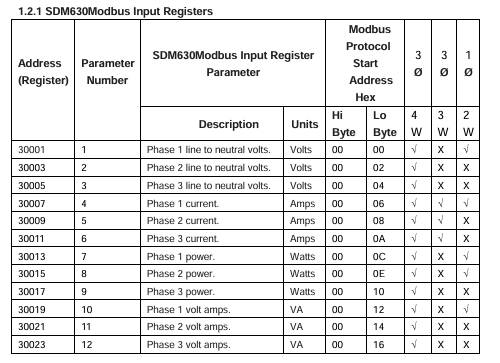 1.2.1 SDM630Modbus Input Registers
Address (Register) Parameter Number SDM630Modbus Input Register Parameter Modbus Protocol Start Address Hex 3 Ø 3 Ø 1 Ø
Description Units Hi Byte Lo Byte 4 W 3 W 2 W
30001 1 Phase 1 line to neutral volts. Volts 00 00 √ X √
30003 2 Phase 2 line to neutral volts. Volts 00 02 √ X X
30005 3 Phase 3 line to neutral volts. Volts 00 04 √ X X
30007 4 Phase 1 current. Amps 00 06 √ √ √
30009 5 Phase 2 current. Amps 00 08 √ √ X
30011 6 Phase 3 current. Amps 00 0A √ √ X
30013 7 Phase 1 power. Watts 00 0C √ X √
30015 8 Phase 2 power. Watts 00 0E √ X X
30017 9 Phase 3 power. Watts 00 10 √ X X
30019 10 Phase 1 volt amps. VA 00 12 √ X √
30021 11 Phase 2 volt amps. VA 00 14 √ X X
30023 12 Phase 3 volt amps. VA 00 16 √ X X